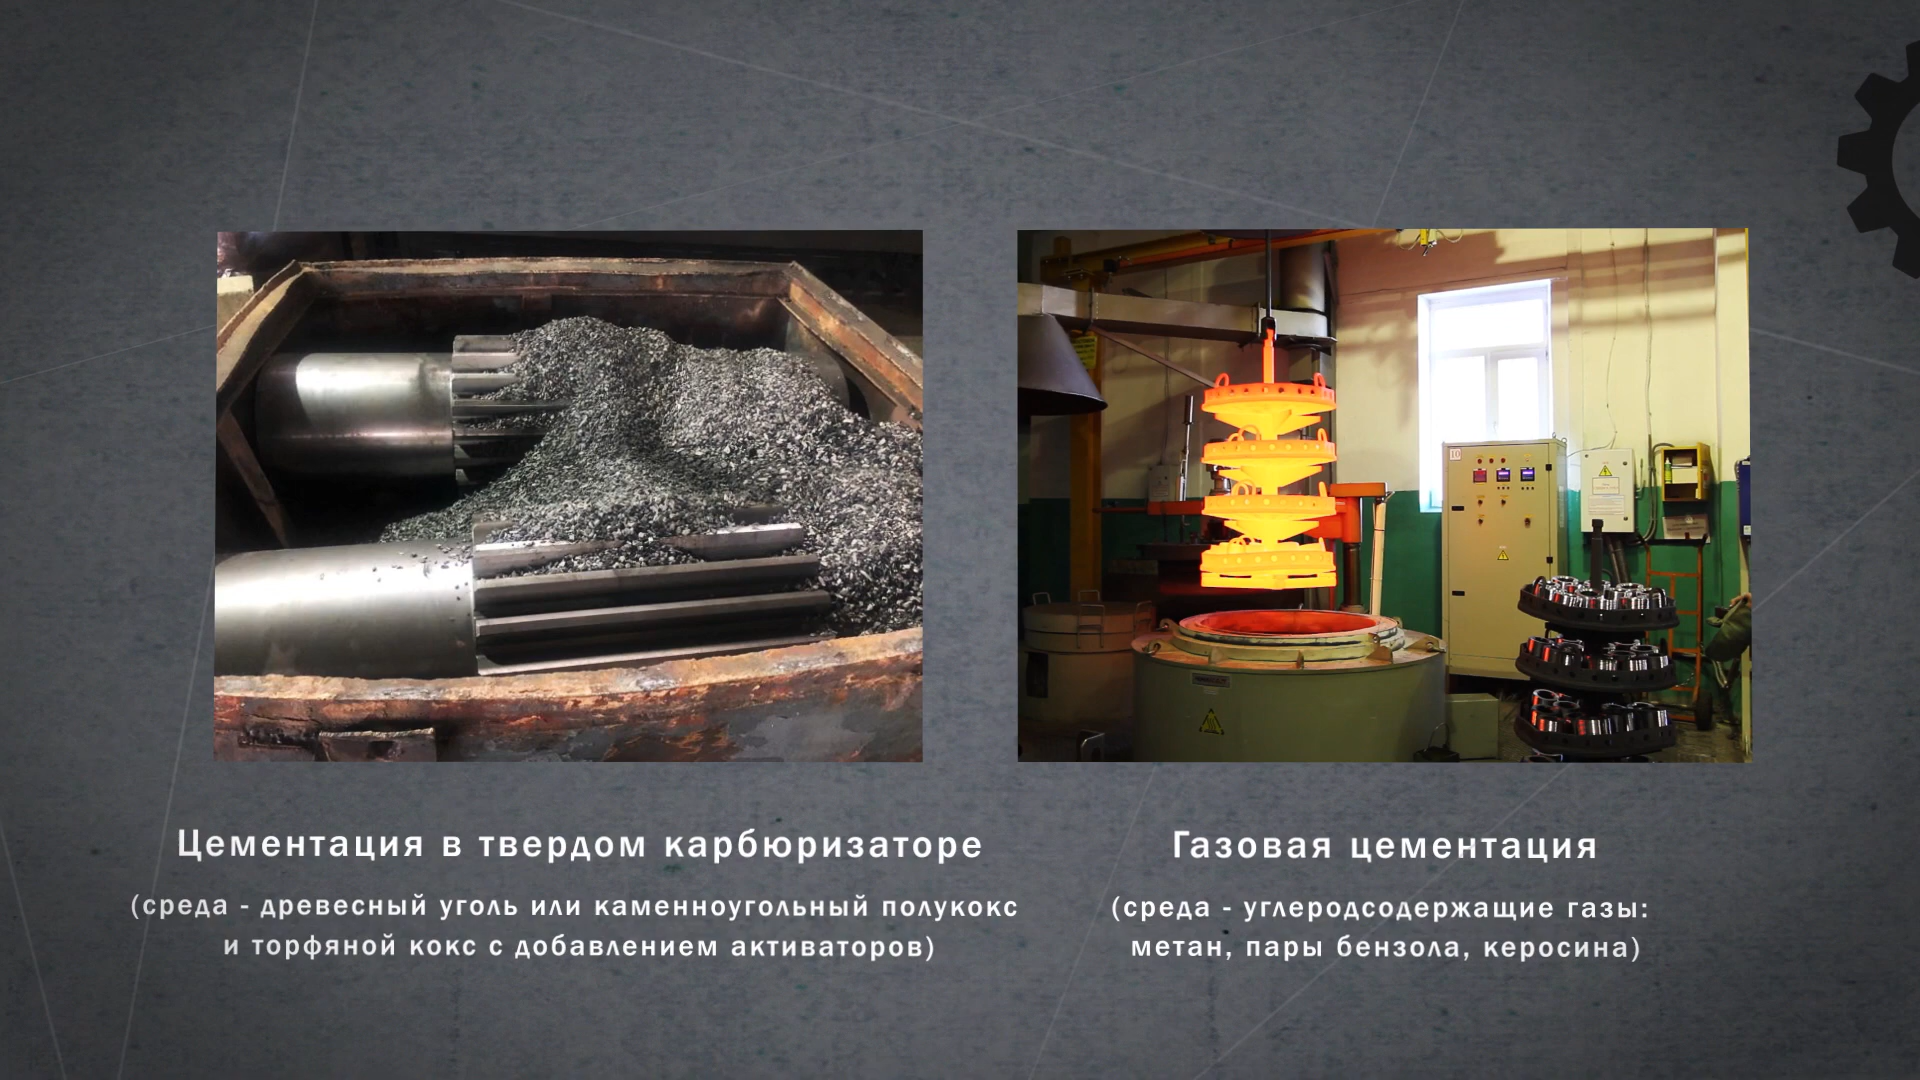 Цементация в твердом карбюризаторе
(среда - древесный уголь или каменноугольный полукокс
и торфяной кокс с добавлением активаторов)
Газовая цементация
(среда - углеродсодержащие газы:
метан, пары бензола, керосина)
10